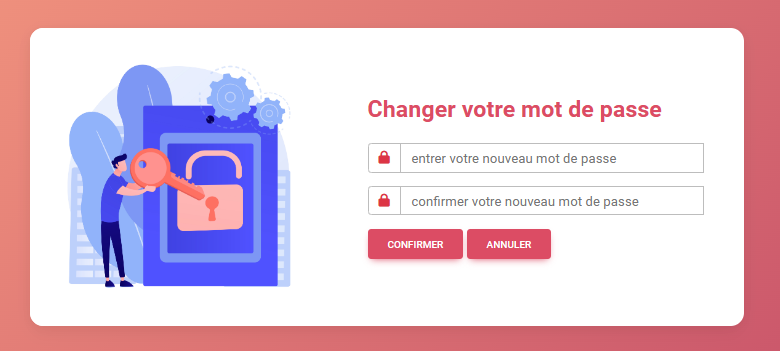 Changer votre mot de passe
entrer votre nouveau mot de passe
confirmer votre nouveau mot de passe
CONFIRMER ANNULER